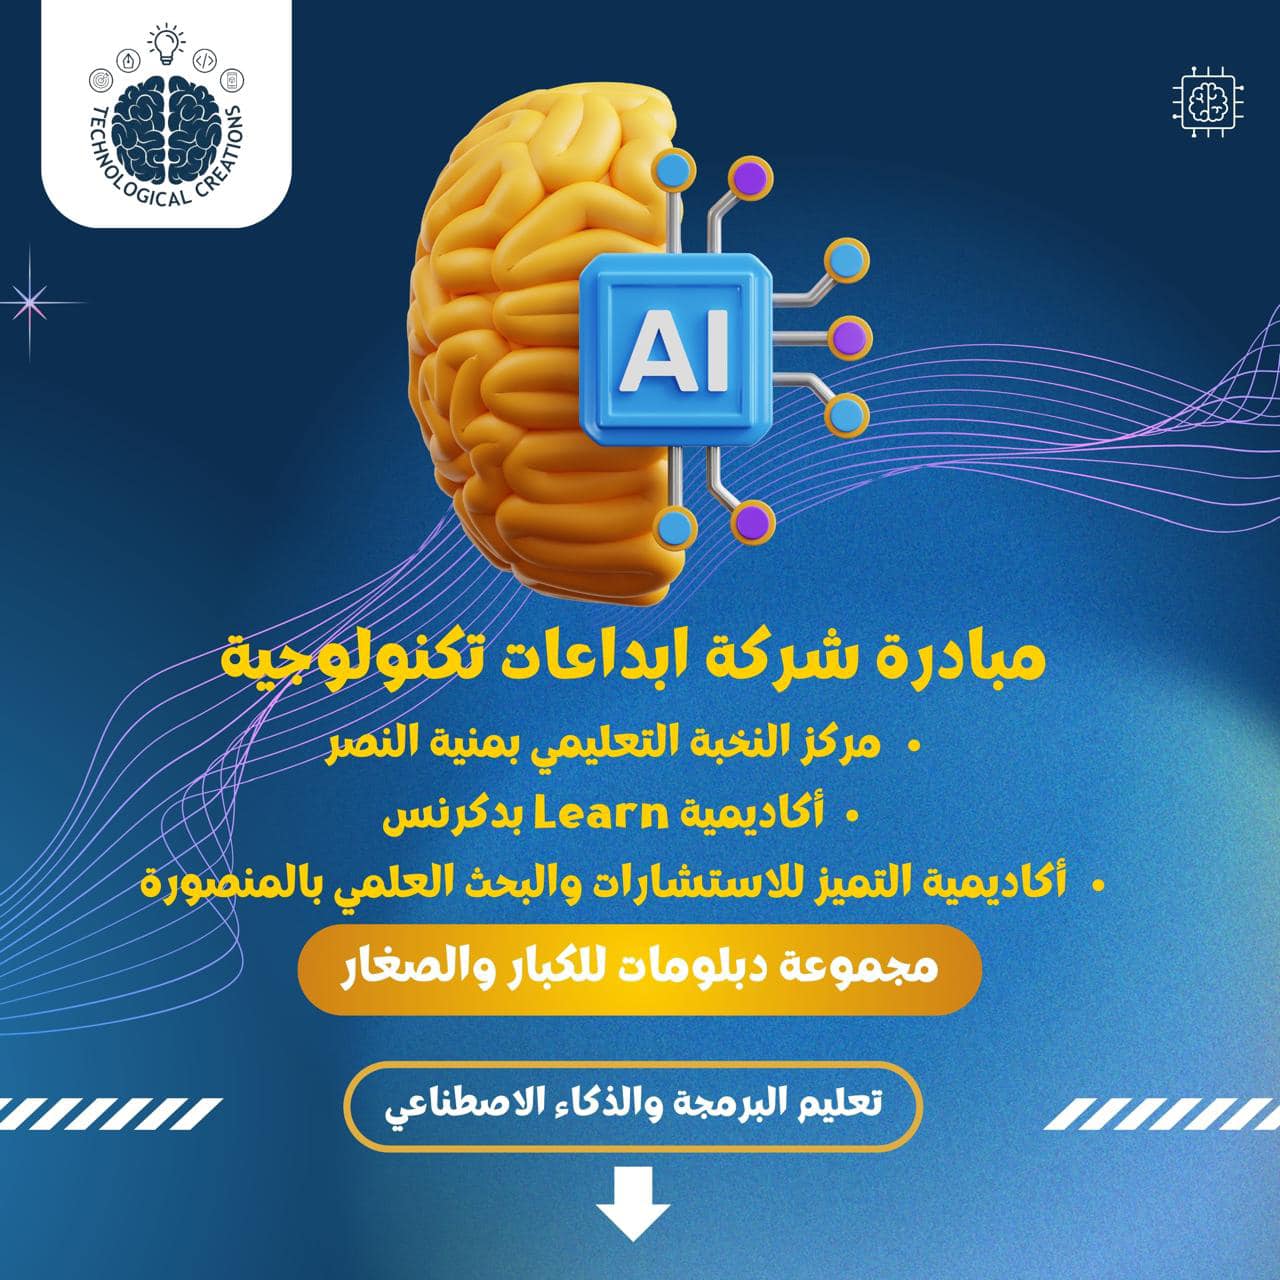 TECHNOLOGICAL CREATIONS
AI
مبادرة شركة ابداعات تكنولوجية
• مركز النخبة التعليمي بمنية النصر
• أكاديمية Learn بدكرنس
• أكاديمية التميز للاستشارات والبحث العلمي بالمنصورة
مجموعة دبلومات للكبار والصغار
تعليم البرمجة والذكاء الاصطناعي